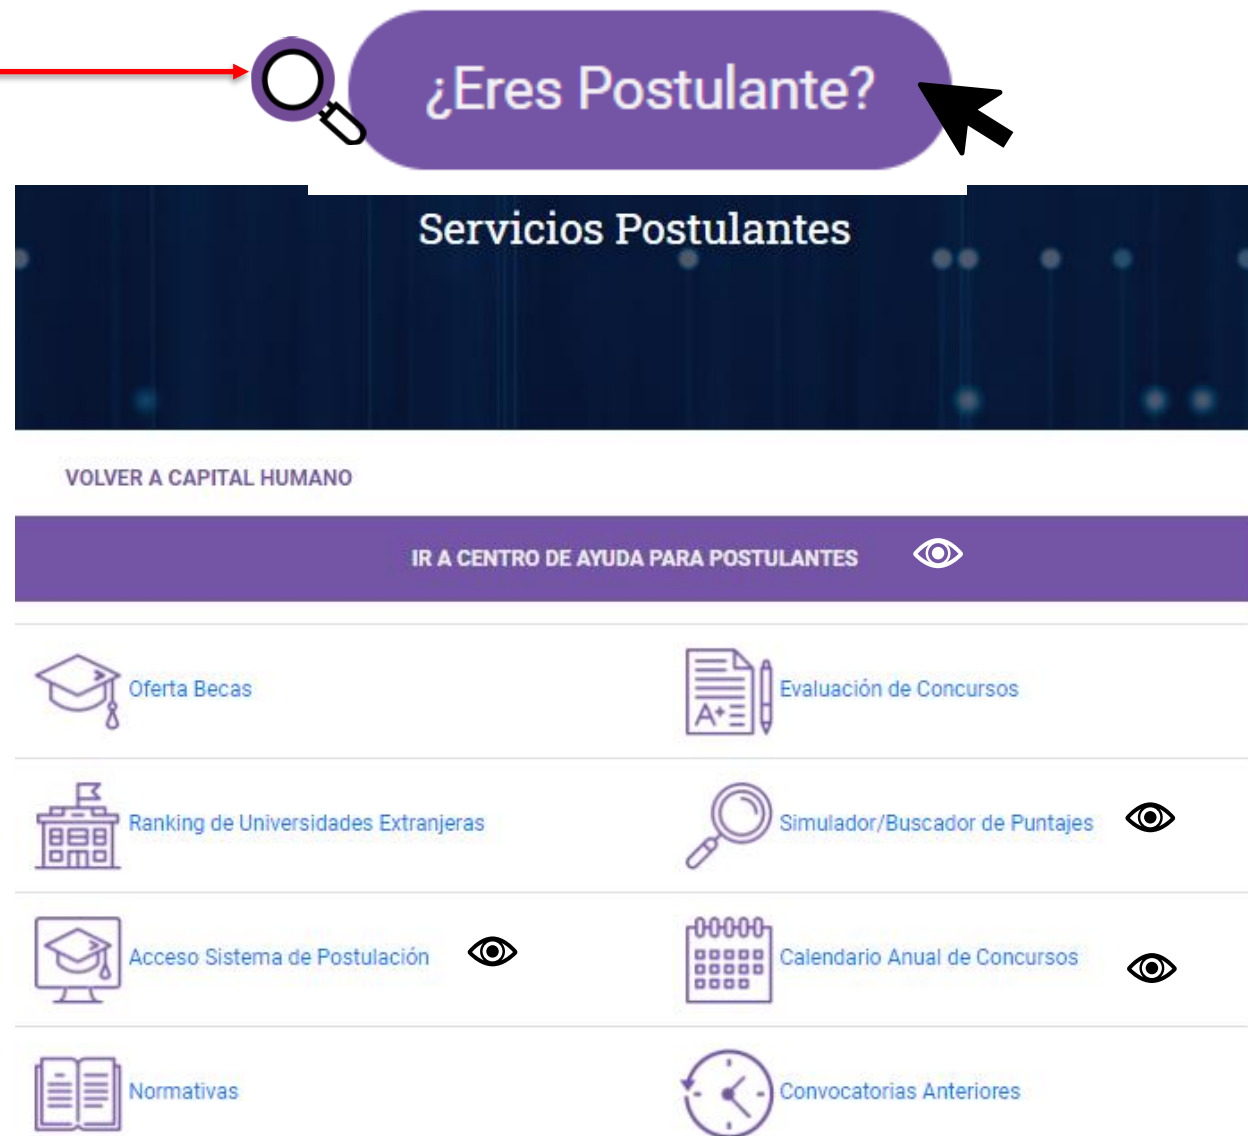 ¿Eres Postulante?
Servicios Postulantes
VOLVER A CAPITAL HUMANO
IR A CENTRO DE AYUDA PARA POSTULANTES
Oferta Becas
Evaluación de Concursos
A+
Ranking de Universidades Extranjeras
Simulador/Buscador de Puntajes
Acceso Sistema de Postulación
Calendario Anual de Concursos
Normativas
Convocatorias Anteriores